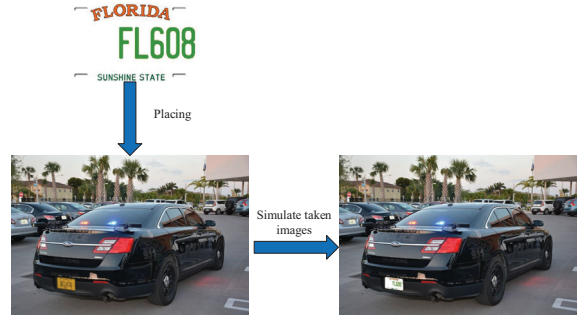 FLORIDA
FL608
SUNSHINE STATE
Placing
Simulate taken
images